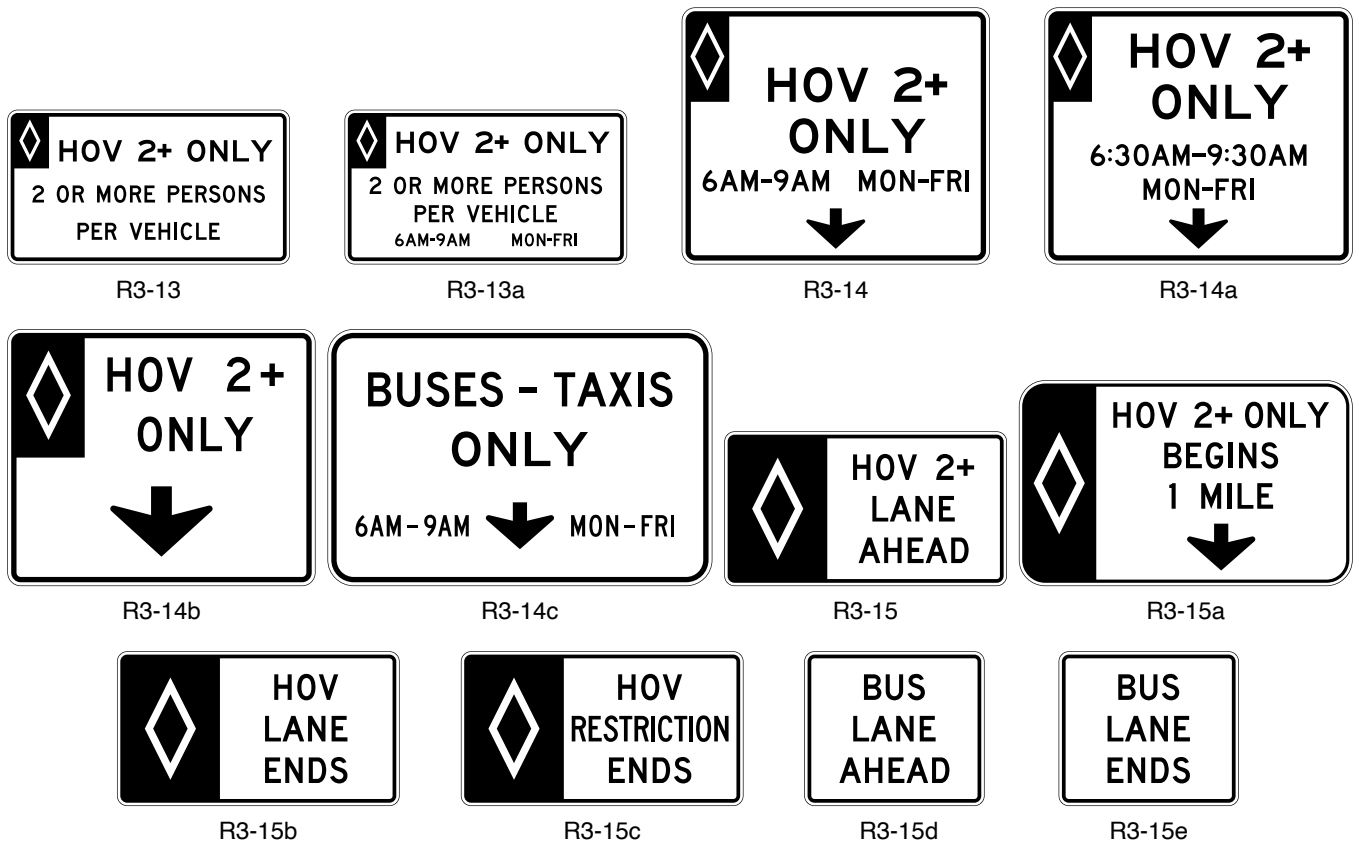 HOV 2+ ONLY
2 OR MORE PERSONS
PER VEHICLE
R3-13
HOV 2+ ONLY
2 OR MORE PERSONS
PER VEHICLE
6AM-9AM MON-FRI
R3-13a
HOV 2+
ONLY
6AM-9AM MON-FRI
R3-14
HOV 2+
ONLY
6:30AM-9:30AM
MON-FRI
R3-14a
HOV 2+
ONLY
R3-14b
BUSES - TAXIS
ONLY
6AM-9AM MON-FRI
R3-14c
HOV 2+
LANE
AHEAD
R3-15
HOV 2+ ONLY
BEGINS
1 MILE
R3-15a
HOV
LANE
ENDS
R3-15b
HOV
RESTRICTION
ENDS
R3-15c
BUS
LANE
AHEAD
R3-15d
BUS
LANE
ENDS
R3-15e